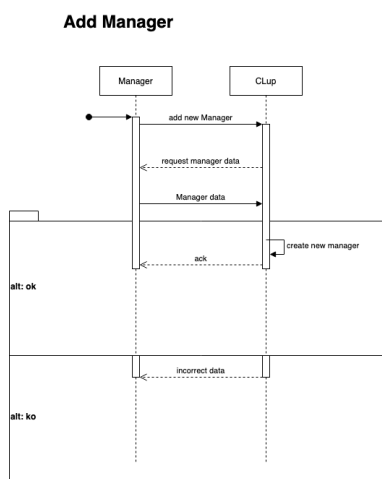 Add Manager
Manager
CLup
add new Manager
request manager data
Manager data
create new manager
ack
alt: ok
incorrect data
alt: ko